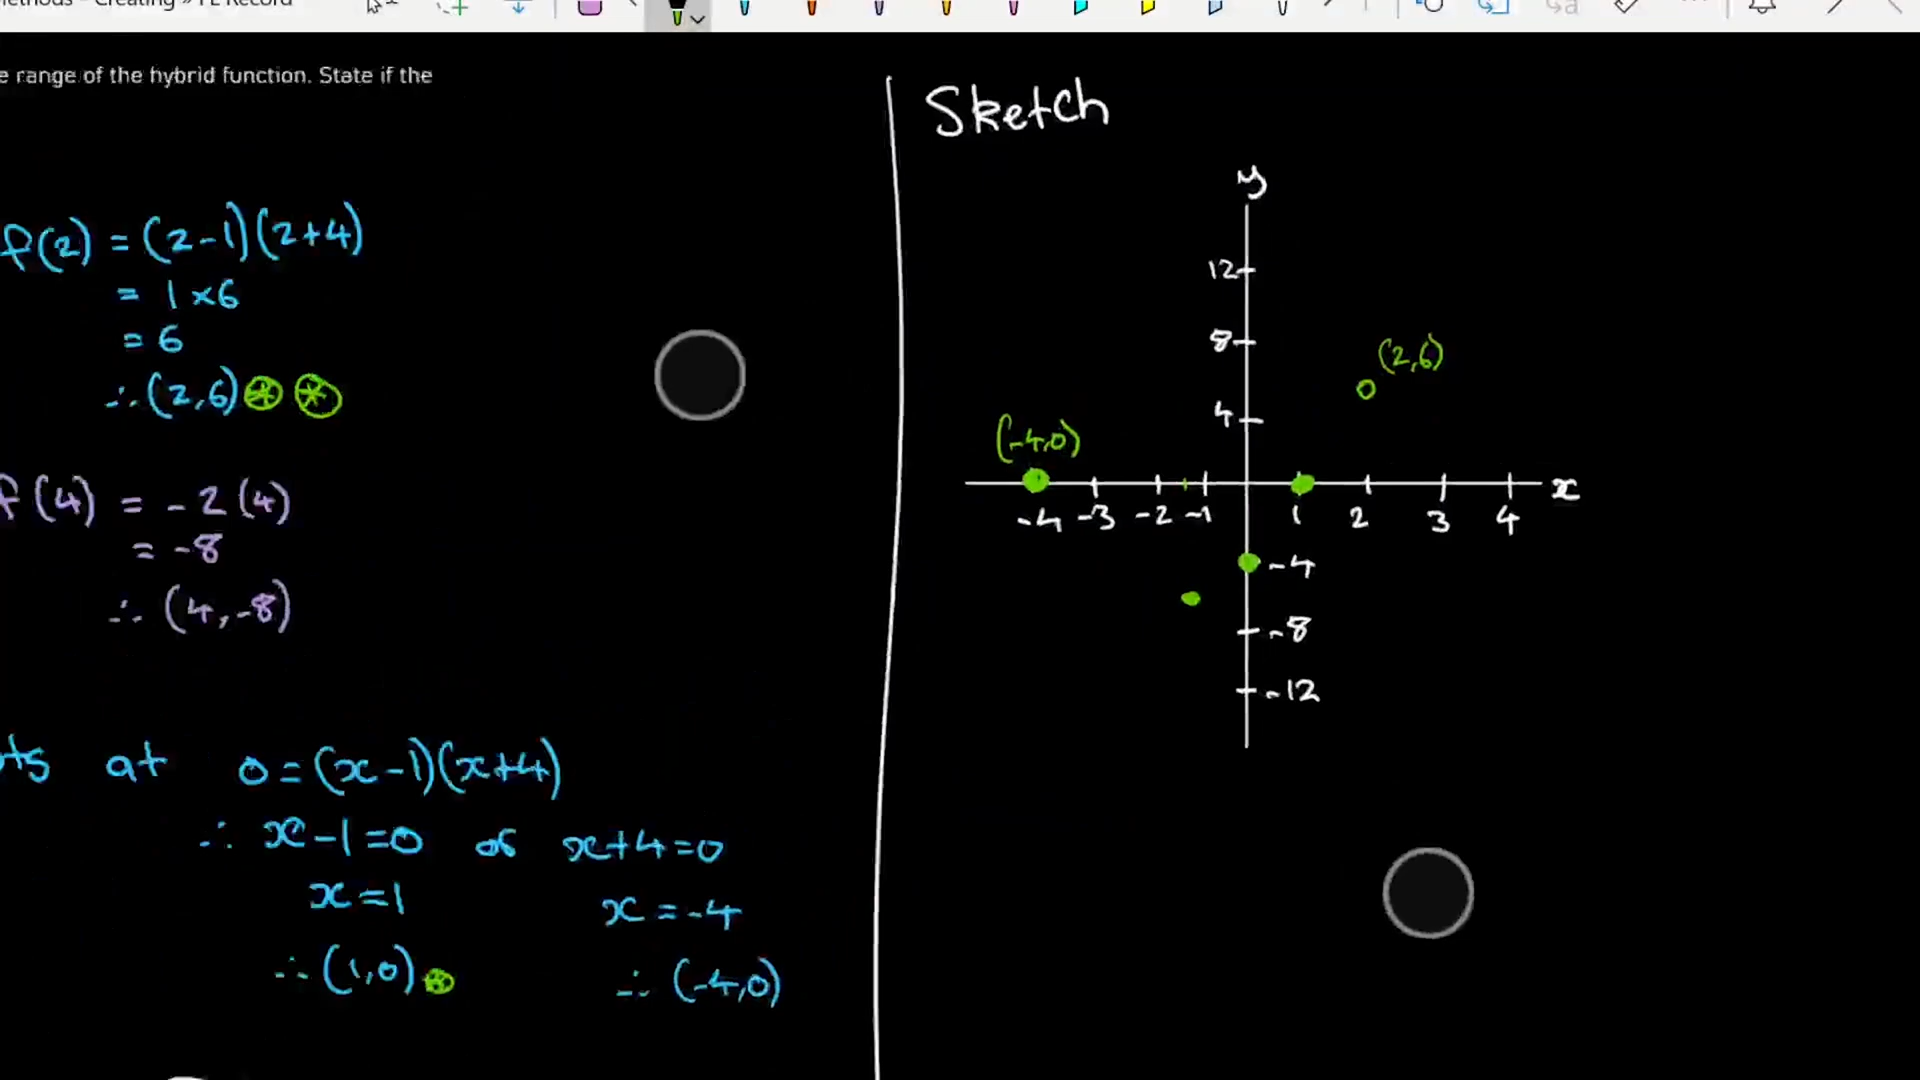 Creating » PE Record
e range of the hybrid function. State if the
f(2) = (2-1)(2+4)
= 1 x 6
= 6
∴ (2,6) ⊛ ⊛
f(4) = -2(4)
= -8
∴ (4,-8)
at 0 = (x-1)(x+4)
∴ x-1=0 or x+4=0
x=1 x=-4
∴ (1,0) ⊛ ∴ (-4,0)
Sketch
y
12
8
(2,6)
4
(-4,0)
x
-4 -3 -2 -1 1 2 3 4
-4
-8
-12